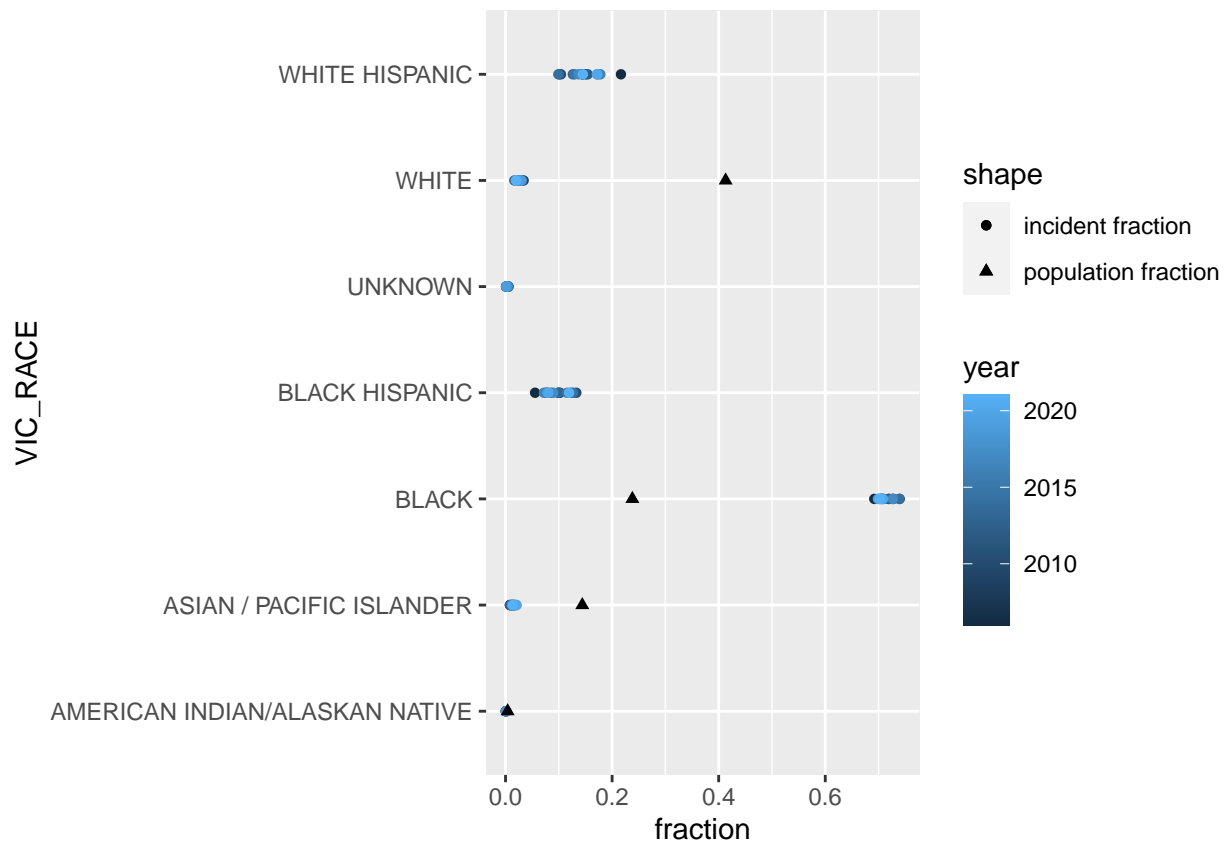 WHITE HISPANIC
WHITE
UNKNOWN
BLACK HISPANIC
BLACK
ASIAN / PACIFIC ISLANDER
AMERICAN INDIAN/ALASKAN NATIVE
VIC_RACE
0.0 0.2 0.4 0.6
fraction
shape
incident fraction
population fraction
year
2020
2015
2010